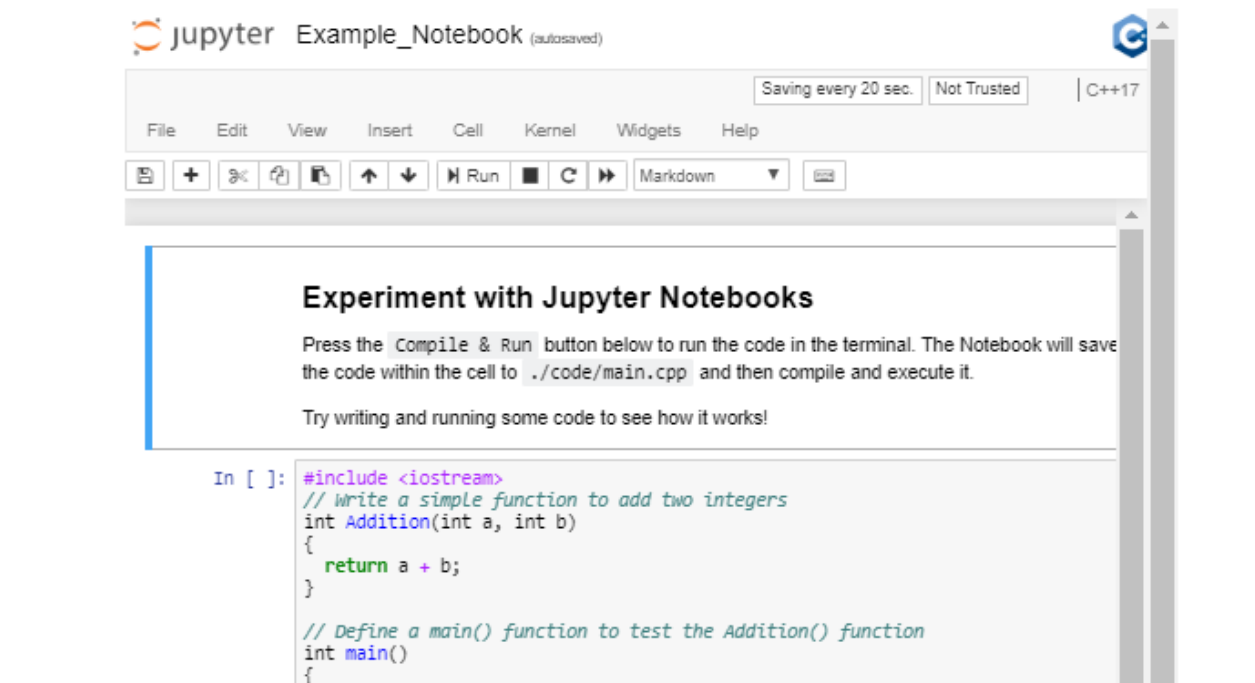 jupyter Example_Notebook (autosaved)
Saving every 20 sec. Not Trusted C++17
File Edit View Insert Cell Kernel Widgets Help
Run Markdown
Experiment with Jupyter Notebooks
Press the Compile & Run button below to run the code in the terminal. The Notebook will save
the code within the cell to ./code/main.cpp and then compile and execute it.
Try writing and running some code to see how it works!
In [ ]: #include <iostream>
// Write a simple function to add two integers
int Addition(int a, int b)
{
  return a + b;
}
// Define a main() function to test the Addition() function
int main()
{